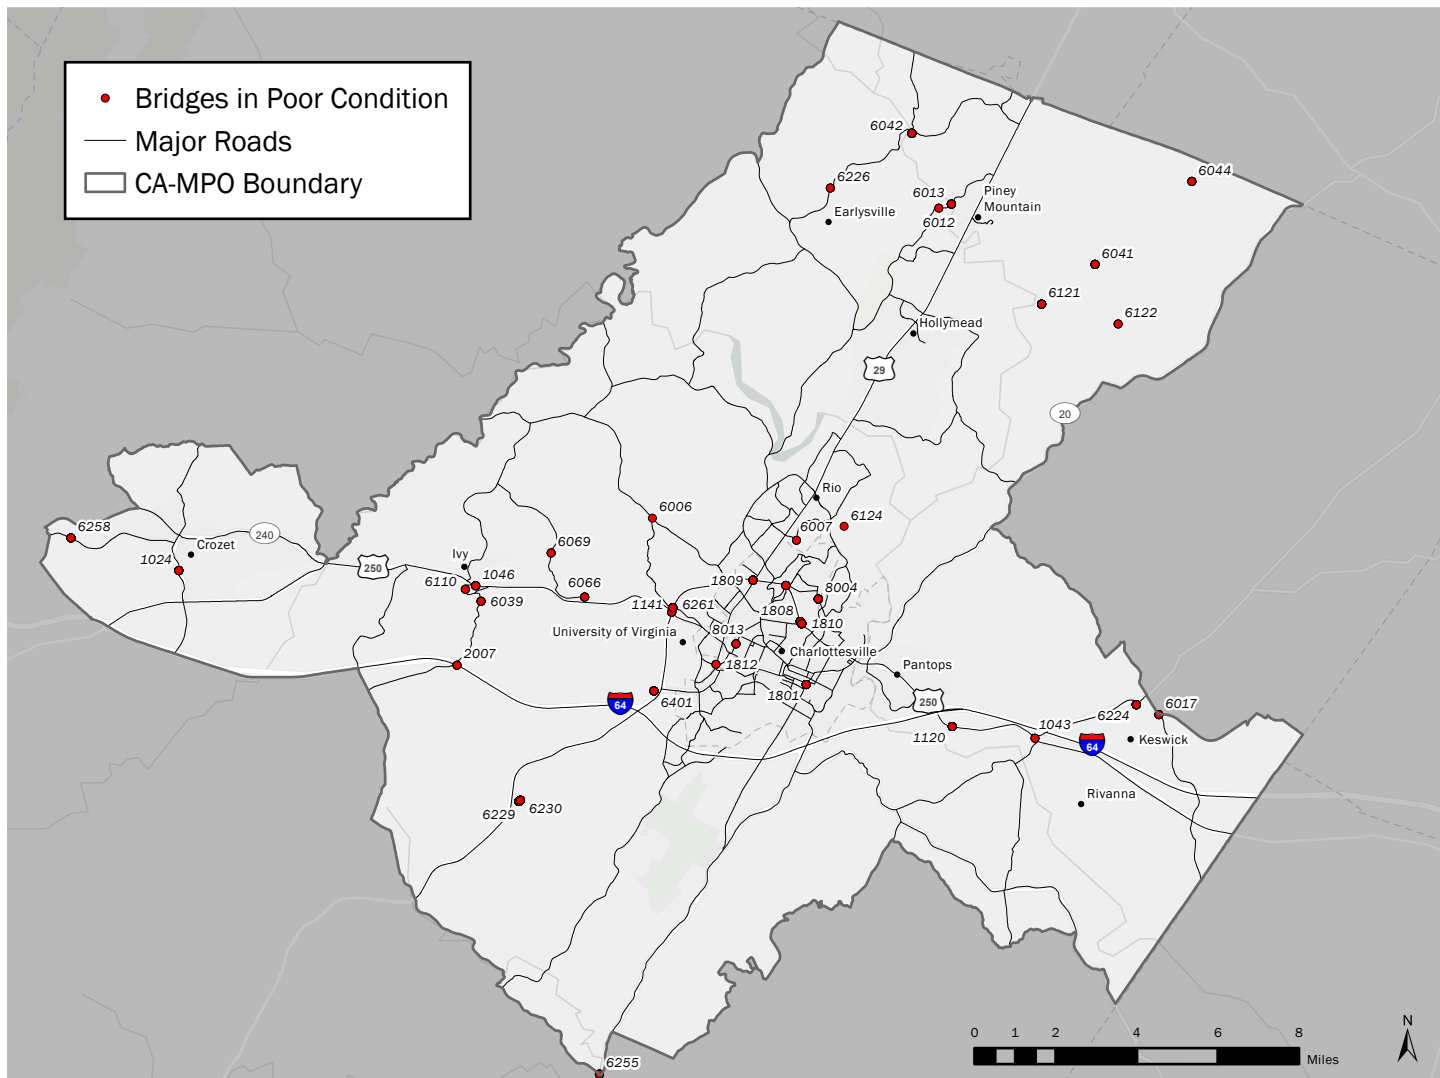 Bridges in Poor Condition
Major Roads
CA-MPO Boundary
6042
6044
6226
6013
Piney
Mountain
Earlysville
6012
6041
6121
6122
Hollymead
29
20
Rio
6006
6124
6258
6007
240
Crozet
6069
Ivy
1024
250
1046
6110
1809
6066
8004
6039
1141
6261
1808
1810
University of Virginia
8013
Charlottesville
2007
1812
Pantops
1801
64
6401
250
6017
6224
1043
1120
64
Keswick
Rivanna
6229
6230
N
0 1 2 4 6 8
Miles
6255